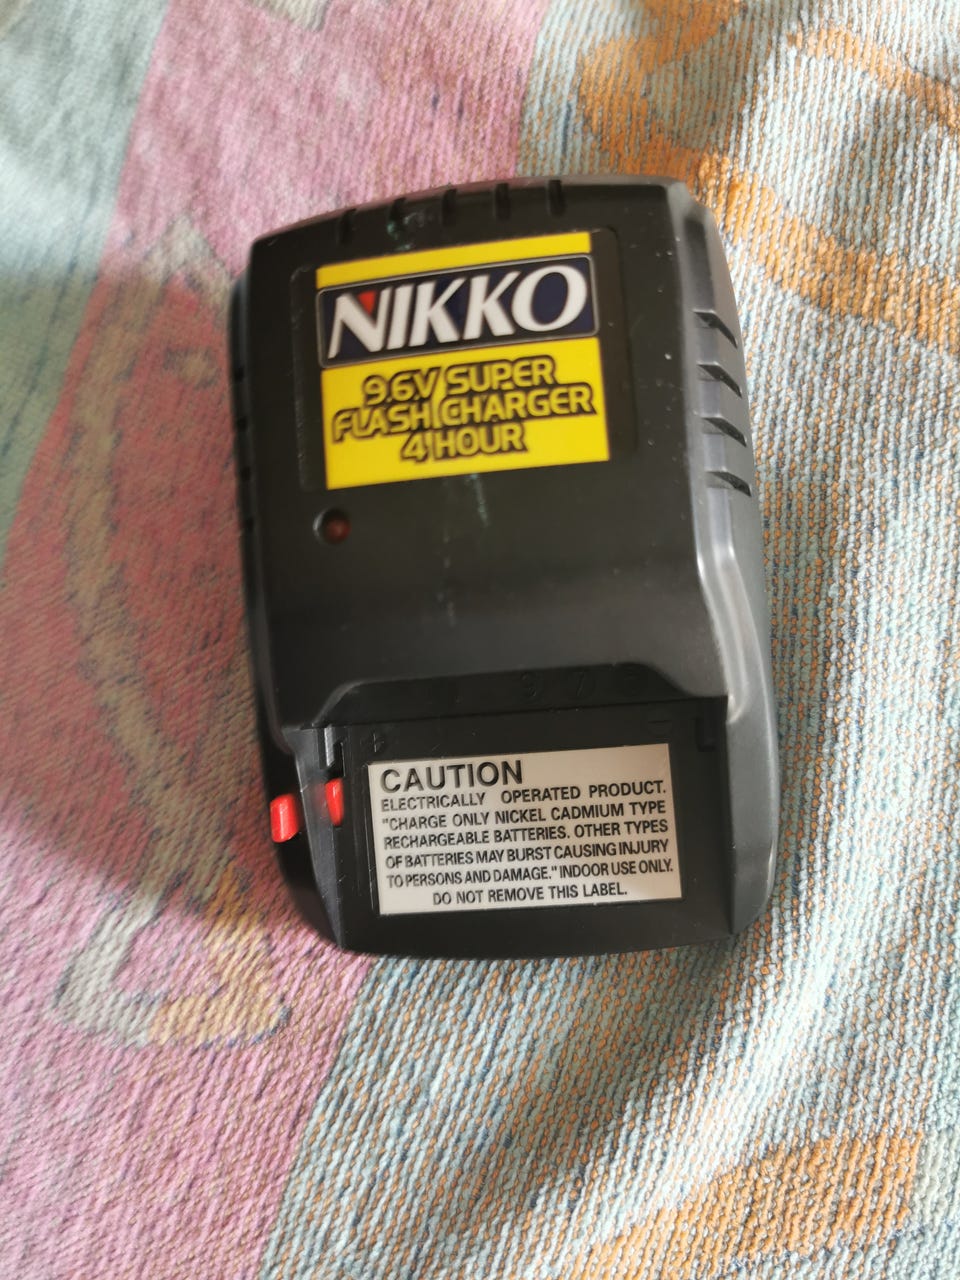 NIKKO
9.6V SUPER
FLASH CHARGER
4 HOUR
+ -
CAUTION
ELECTRICALLY OPERATED PRODUCT.
"CHARGE ONLY NICKEL CADMIUM TYPE
RECHARGEABLE BATTERIES. OTHER TYPES
OF BATTERIES MAY BURST CAUSING INJURY
TO PERSONS AND DAMAGE." INDOOR USE ONLY.
DO NOT REMOVE THIS LABEL.